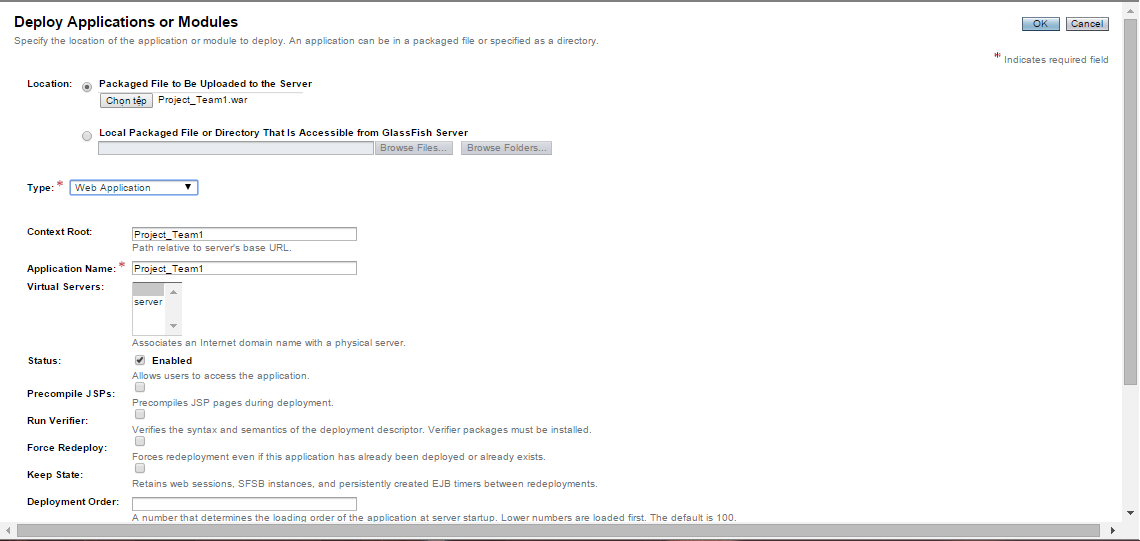 Deploy Applications or Modules
OK Cancel
Specify the location of the application or module to deploy. An application can be in a packaged file or specified as a directory.
* Indicates required field
Location: Packaged File to Be Uploaded to the Server
Chọn tệp Project_Team1.war
Local Packaged File or Directory That Is Accessible from GlassFish Server
Browse Files... Browse Folders...
Type: * Web Application
Context Root: Project_Team1
Path relative to server's base URL.
Application Name: * Project_Team1
Virtual Servers:
server
Associates an Internet domain name with a physical server.
Status: Enabled
Allows users to access the application.
Precompile JSPs:
Precompiles JSP pages during deployment.
Run Verifier:
Verifies the syntax and semantics of the deployment descriptor. Verifier packages must be installed.
Force Redeploy:
Forces redeployment even if this application has already been deployed or already exists.
Keep State:
Retains web sessions, SFSB instances, and persistently created EJB timers between redeployments.
Deployment Order:
A number that determines the loading order of the application at server startup. Lower numbers are loaded first. The default is 100.